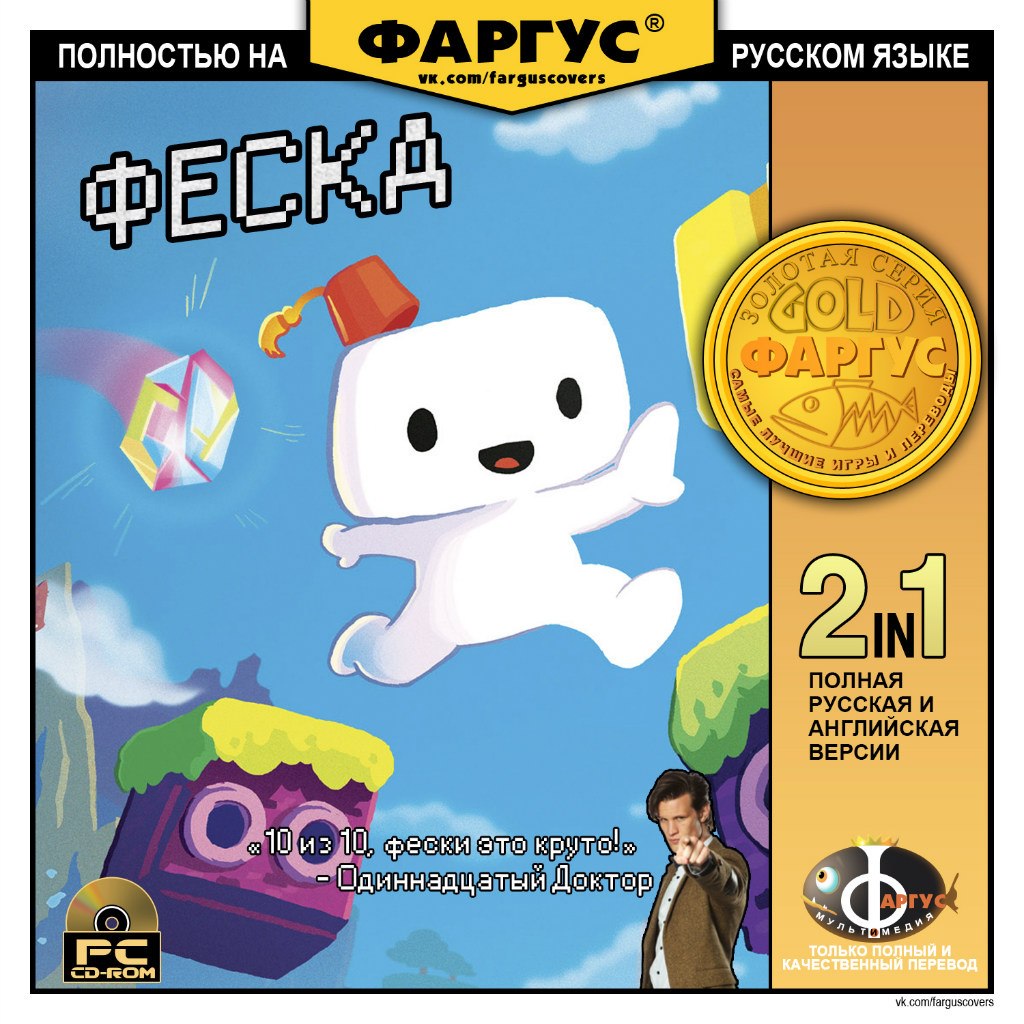 ПОЛНОСТЬЮ НА
ФАРГУС®
vk.com/farguscovers
РУССКОМ ЯЗЫКЕ
ФЕСКА
ЗОЛОТАЯ СЕРИЯ
GOLD
ФАРГУС
САМЫЕ ЛУЧШИЕ ИГРЫ И ПЕРЕВОДЫ
2IN1
ПОЛНАЯ
РУССКАЯ И
АНГЛИЙСКАЯ
ВЕРСИИ
«10 из 10, фески это круто!»
- Одиннадцатый Доктор
PC
CD-ROM
ФАРГУС
МУЛЬТИМЕДИЯ
ТОЛЬКО ПОЛНЫЙ И
КАЧЕСТВЕННЫЙ ПЕРЕВОД
vk.com/farguscovers